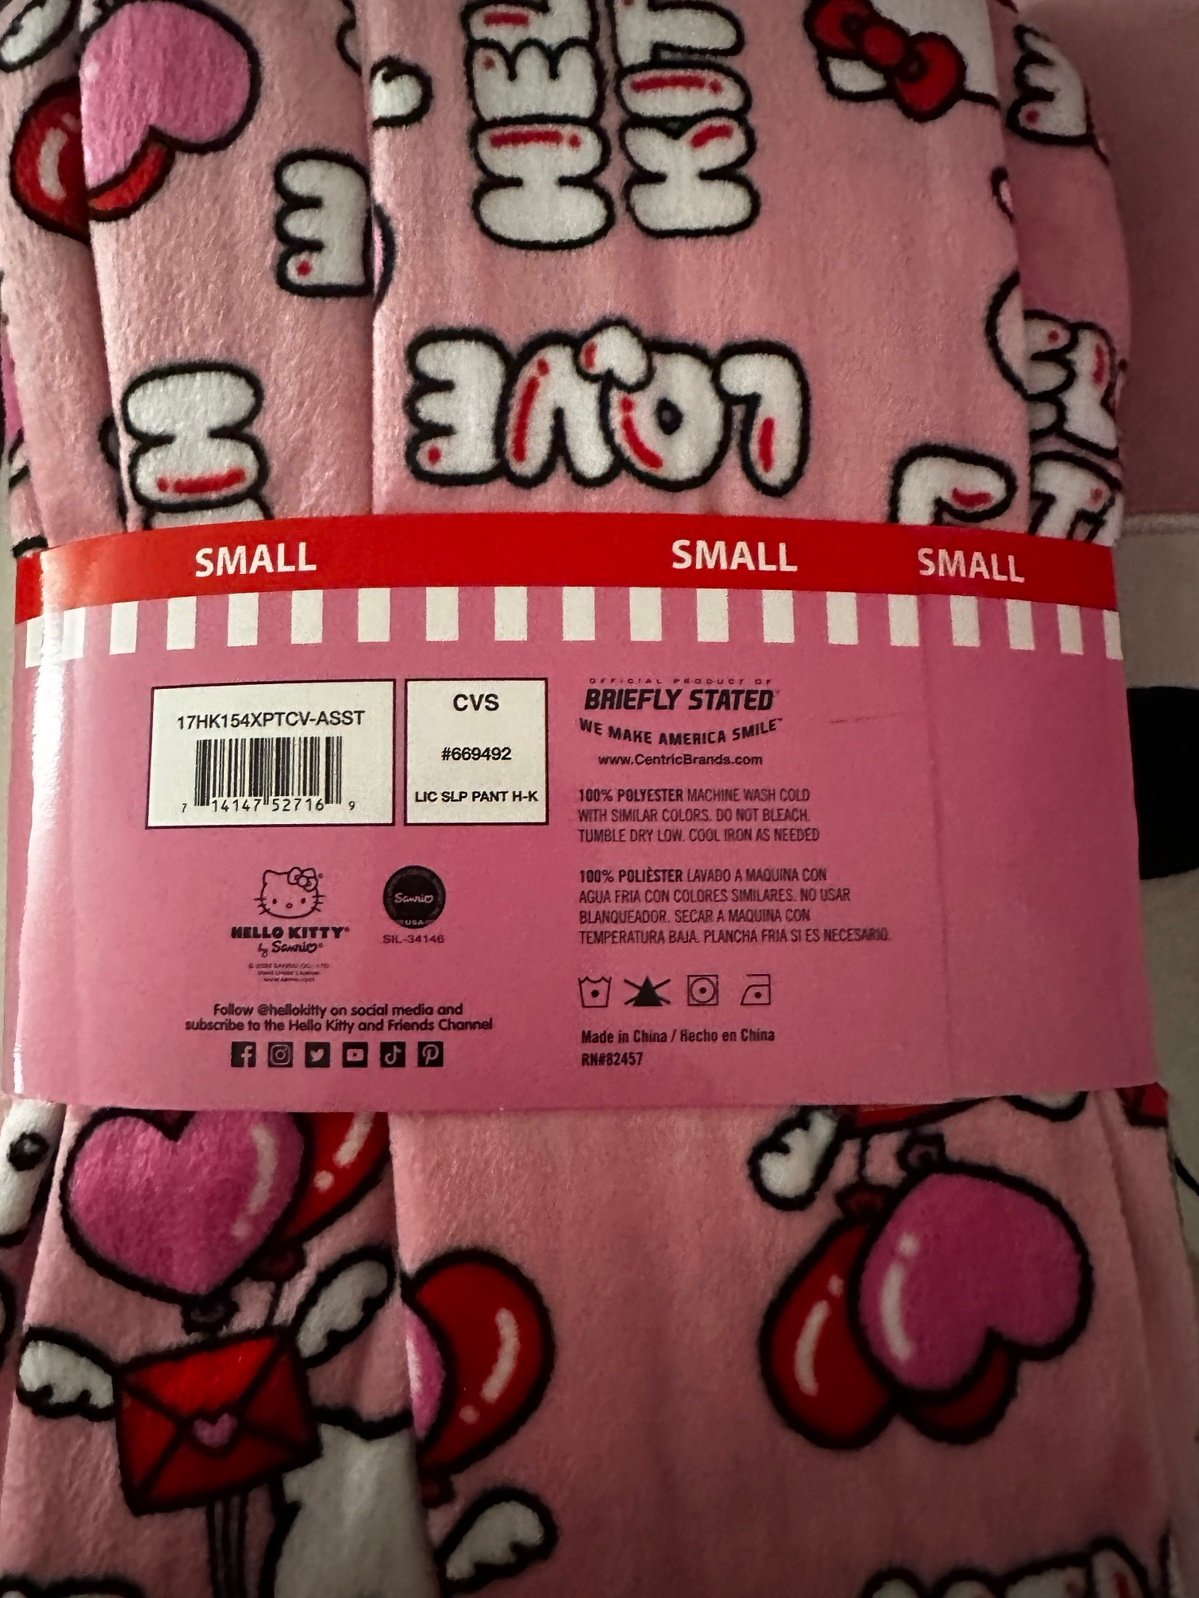 HEL
KIT
E
LOVE
SMALL
SMALL
SMALL
17HK154XPTCV-ASST
7 14147 52716 9
CVS
#669492
LIC SLP PANT H-K
OFFICIAL PRODUCT OF
BRIEFLY STATED
WE MAKE AMERICA SMILE™
www.CentricBrands.com
100% POLYESTER MACHINE WASH COLD
WITH SIMILAR COLORS. DO NOT BLEACH.
TUMBLE DRY LOW. COOL IRON AS NEEDED
100% POLIÈSTER LAVADO A MAQUINA CON
AGUA FRIA CON COLORES SIMILARES. NO USAR
BLANQUEADOR. SECAR A MAQUINA CON
TEMPERATURA BAJA. PLANCHA FRIA SI ES NECESARIO.
HELLO KITTY®
by Sanrio®
Sanrio
USA
SIL-34146
Follow @hellokitty on social media and
subscribe to the Hello Kitty and Friends Channel
Made in China / Hecho en China
RN#82457